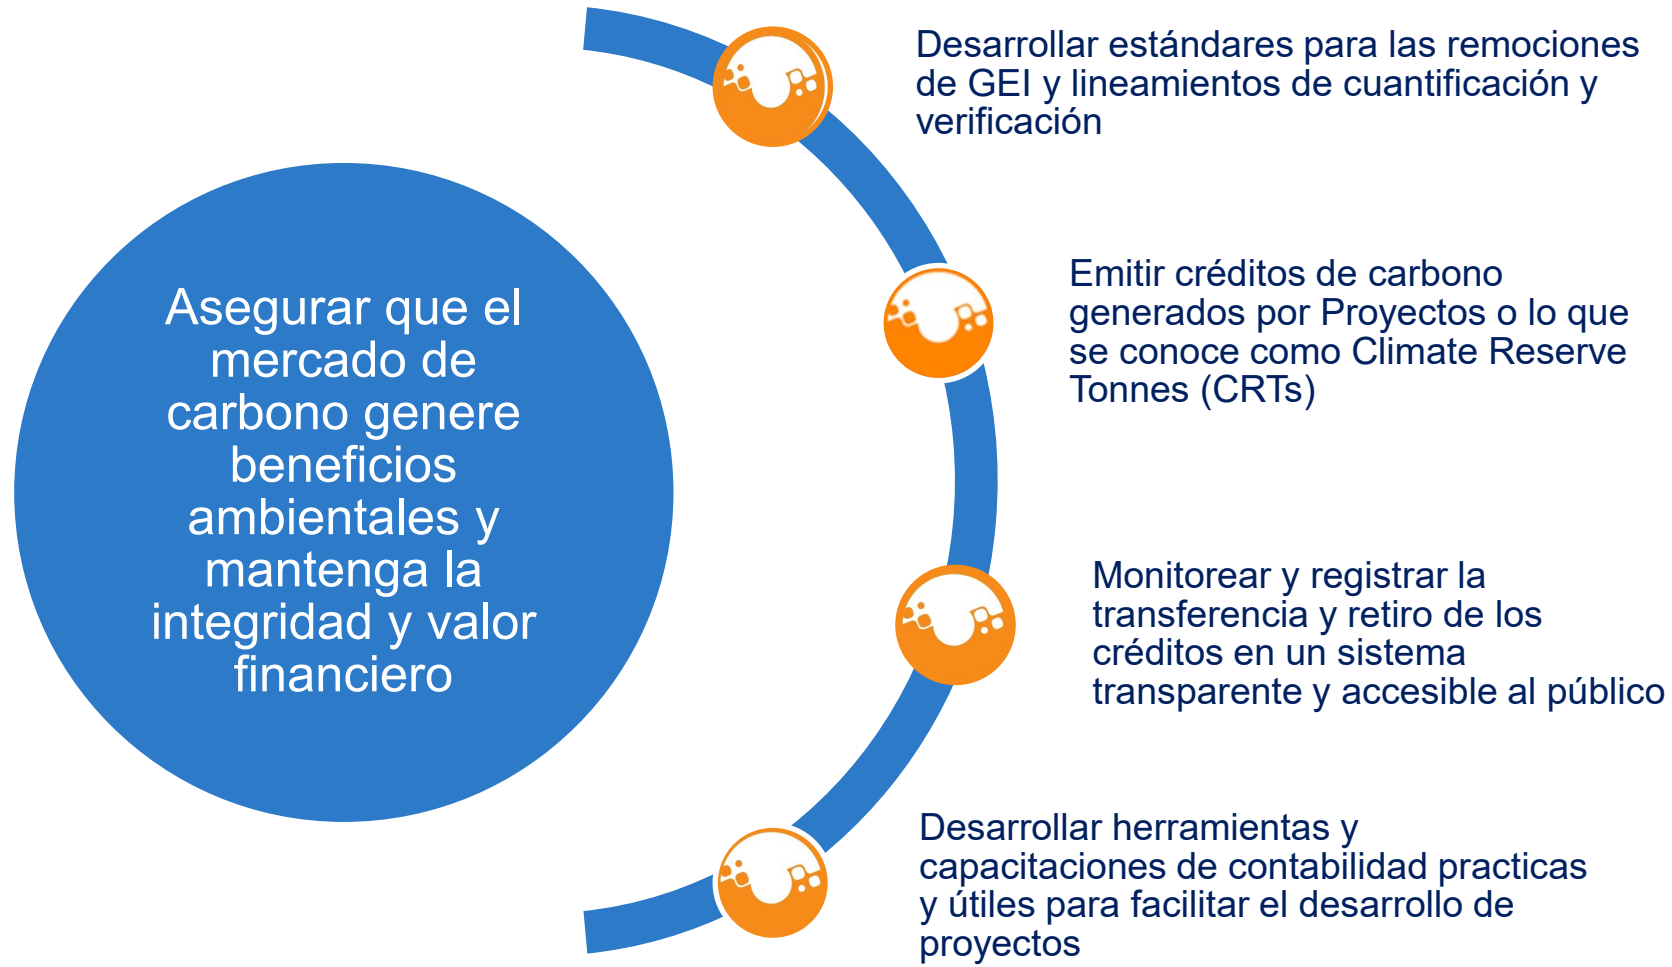 Asegurar que el
mercado de
carbono genere
beneficios
ambientales y
mantenga la
integridad y valor
financiero
Desarrollar estándares para las remociones
de GEI y lineamientos de cuantificación y
verificación
Emitir créditos de carbono
generados por Proyectos o lo que
se conoce como Climate Reserve
Tonnes (CRTs)
Monitorear y registrar la
transferencia y retiro de los
créditos en un sistema
transparente y accesible al público
Desarrollar herramientas y
capacitaciones de contabilidad practicas
y útiles para facilitar el desarrollo de
proyectos